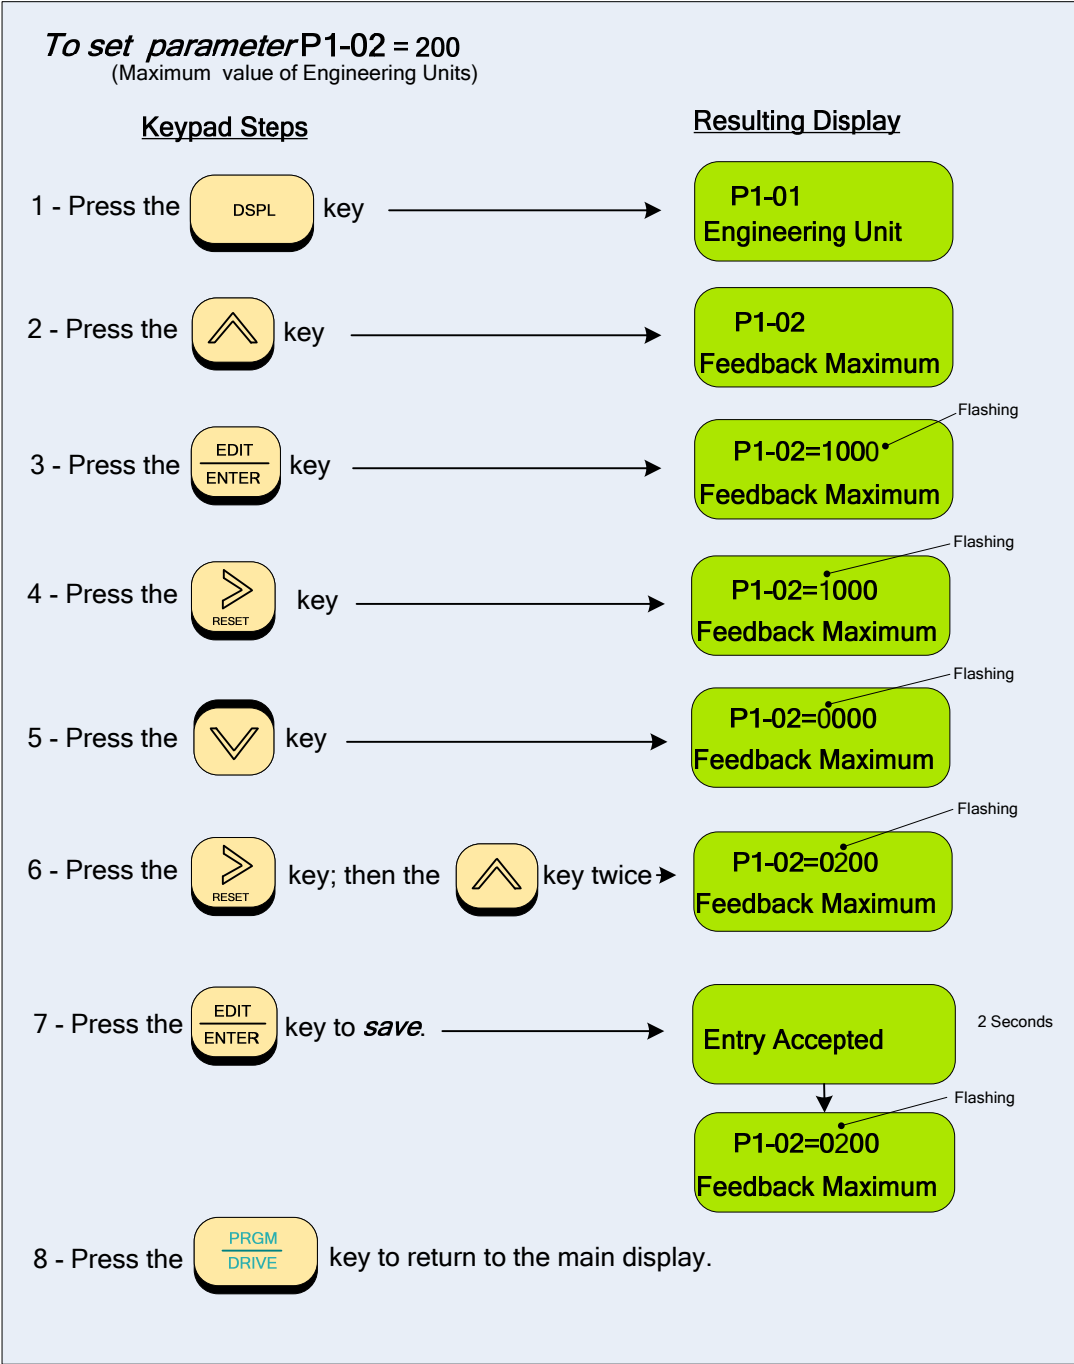 To set parameter P1-02 = 200
(Maximum value of Engineering Units)
Keypad Steps
Resulting Display
1 - Press the DSPL key
P1-01
Engineering Unit
2 - Press the key
P1-02
Feedback Maximum
Flashing
3 - Press the EDIT ENTER key
P1-02=1000
Feedback Maximum
Flashing
4 - Press the RESET key
P1-02=1000
Feedback Maximum
Flashing
5 - Press the key
P1-02=0000
Feedback Maximum
Flashing
6 - Press the RESET key; then the key twice
P1-02=0200
Feedback Maximum
7 - Press the EDIT ENTER key to save.
Entry Accepted
2 Seconds
Flashing
P1-02=0200
Feedback Maximum
8 - Press the PRGM DRIVE key to return to the main display.